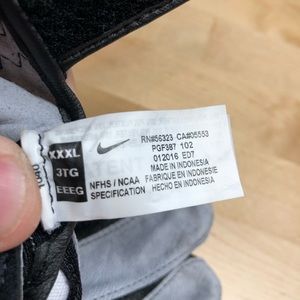 XXXL
3TG
EEEG
RN#56323 CA#05553
PGF387 102
012016 ED7
NFHS / NCAA
SPECIFICATION
MADE IN INDONESIA
FABRIQUE EN INDONESIE
HECHO EN INDONESIA